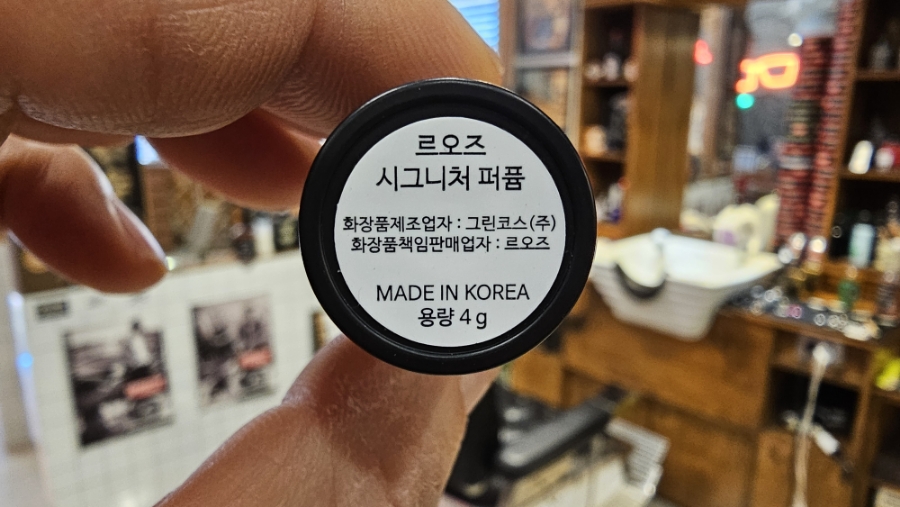 르오즈
시그니처 퍼퓸
화장품제조업자 : 그린코스(주)
화장품책임판매업자 : 르오즈
MADE IN KOREA
용량 4g